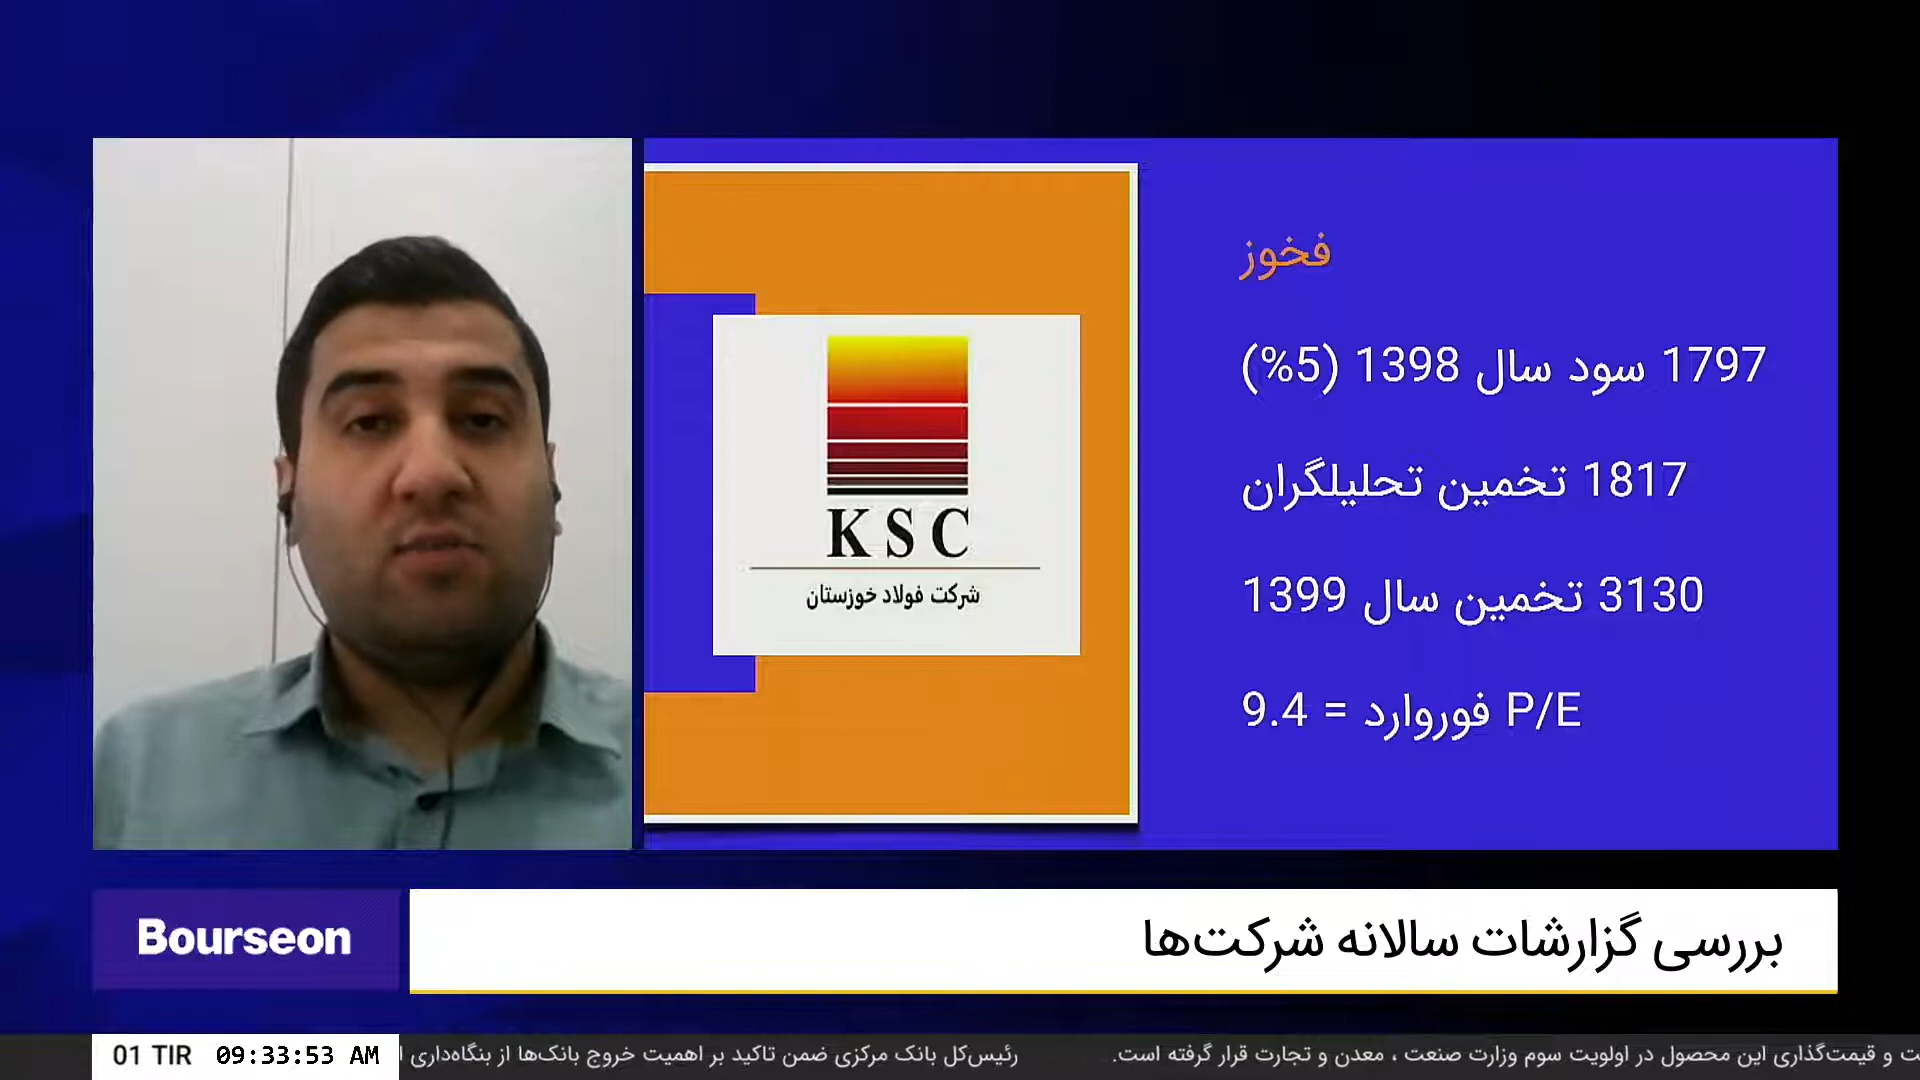 فخوز
1797 سود سال 1398 (5%)
1817 تخمین تحلیلگران
3130 تخمین سال 1399
P/E فوروارد = 9.4
KSC
شرکت فولاد خوزستان
Bourseon
بررسی گزارشات سالانه شرکت‌ها
01 TIR 09:33:53 AM
و قیمت‌گذاری این محصول در اولویت سوم وزارت صنعت ، معدن و تجارت قرار گرفته است. رئیس‌کل بانک مرکزی ضمن تاکید بر اهمیت خروج بانک‌ها از بنگاه‌داری